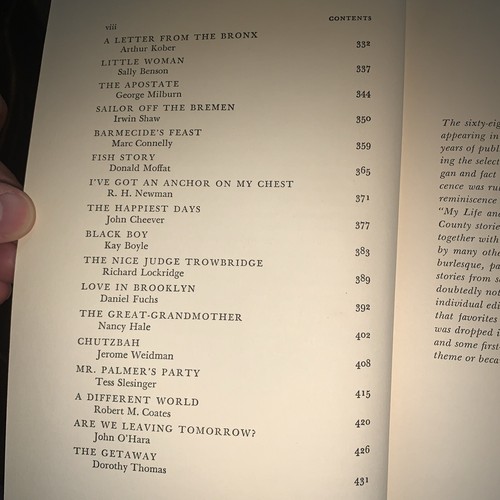 viii CONTENTS
A LETTER FROM THE BRONX
Arthur Kober 332
LITTLE WOMAN
Sally Benson 337
THE APOSTATE
George Milburn 344
SAILOR OFF THE BREMEN
Irwin Shaw 350
BARMECIDE'S FEAST
Marc Connelly 359
FISH STORY
Donald Moffat 365
I'VE GOT AN ANCHOR ON MY CHEST
R. H. Newman 371
THE HAPPIEST DAYS
John Cheever 377
BLACK BOY
Kay Boyle 383
THE NICE JUDGE TROWBRIDGE
Richard Lockridge 389
LOVE IN BROOKLYN
Daniel Fuchs 392
THE GREAT-GRANDMOTHER
Nancy Hale 402
CHUTZBAH
Jerome Weidman 408
MR. PALMER'S PARTY
Tess Slesinger 415
A DIFFERENT WORLD
Robert M. Coates 420
ARE WE LEAVING TOMORROW?
John O'Hara 426
THE GETAWAY
Dorothy Thomas 431
The sixty-eig
appearing in
years of publ
ing the select
gan and fact
cence was ru
reminiscence
"My Life an
County storie
together with
by many othe
burlesque, pa
stories from s
doubtedly not
individual edi
that favorites
was dropped i
and some first
theme or beca